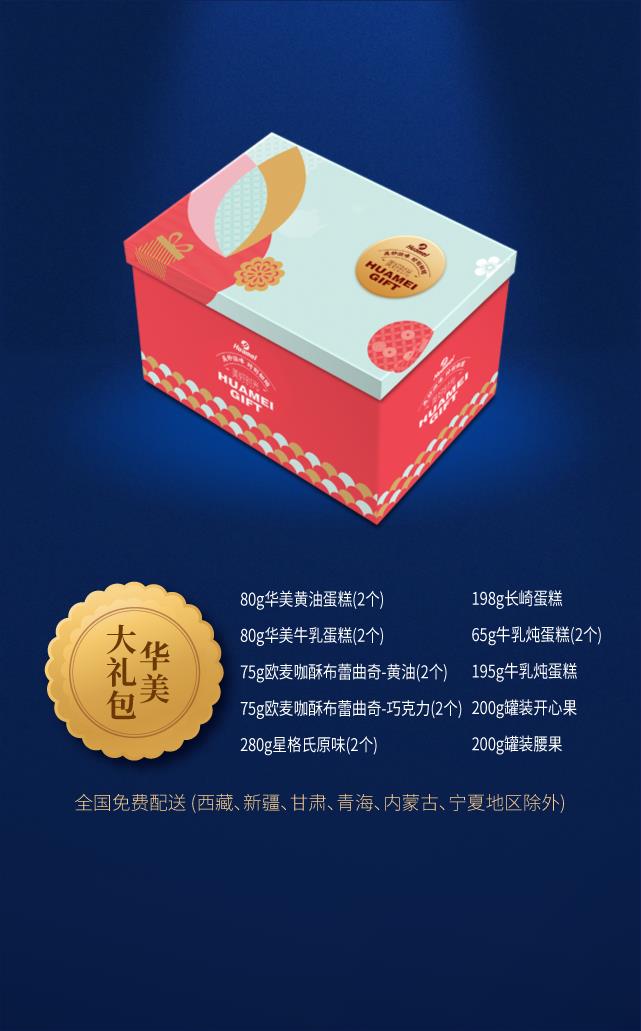 Huamei
HUAMEI
GIFT
Huamei
HUAMEI
GIFT
HUAMEI
GIFT
华美
大礼包
80g华美黄油蛋糕(2个)
80g华美牛乳蛋糕(2个)
75g欧麦咖酥布蕾曲奇-黄油(2个)
75g欧麦咖酥布蕾曲奇-巧克力(2个)
280g星格氏原味(2个)
198g长崎蛋糕
65g牛乳炖蛋糕(2个)
195g牛乳炖蛋糕
200g罐装开心果
200g罐装腰果
全国免费配送 (西藏、新疆、甘肃、青海、内蒙古、宁夏地区除外)